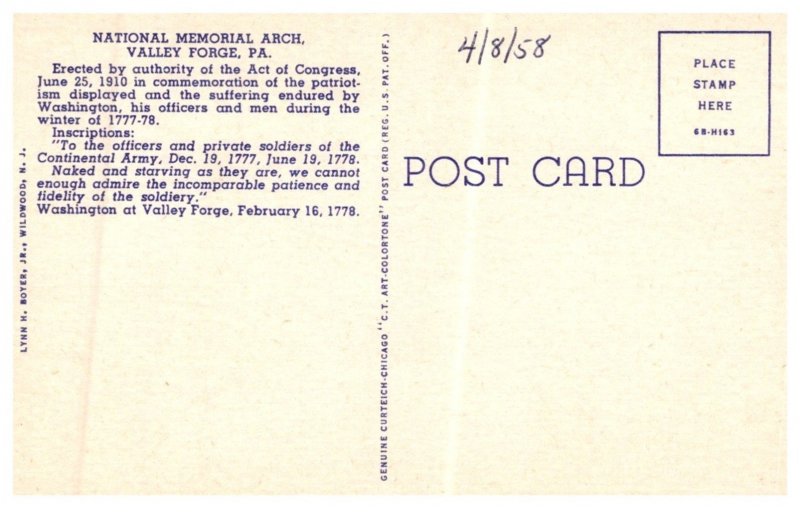 NATIONAL MEMORIAL ARCH,
VALLEY FORGE, PA.
Erected by authority of the Act of Congress,
June 25, 1910 in commemoration of the patriot-
ism displayed and the suffering endured by
Washington, his officers and men during the
winter of 1777-78.
Inscriptions:
"To the officers and private soldiers of the
Continental Army, Dec. 19, 1777, June 19, 1778.
Naked and starving as they are, we cannot
enough admire the incomparable patience and
fidelity of the soldiery."
Washington at Valley Forge, February 16, 1778.
LYNN H. BOYER, JR., WILDWOOD, N. J.
GENUINE CURTEICH-CHICAGO "C.T. ART-COLORTONE" POST CARD (REG. U.S. PAT. OFF.)
4/8/58
POST CARD
PLACE
STAMP
HERE
6B-H163